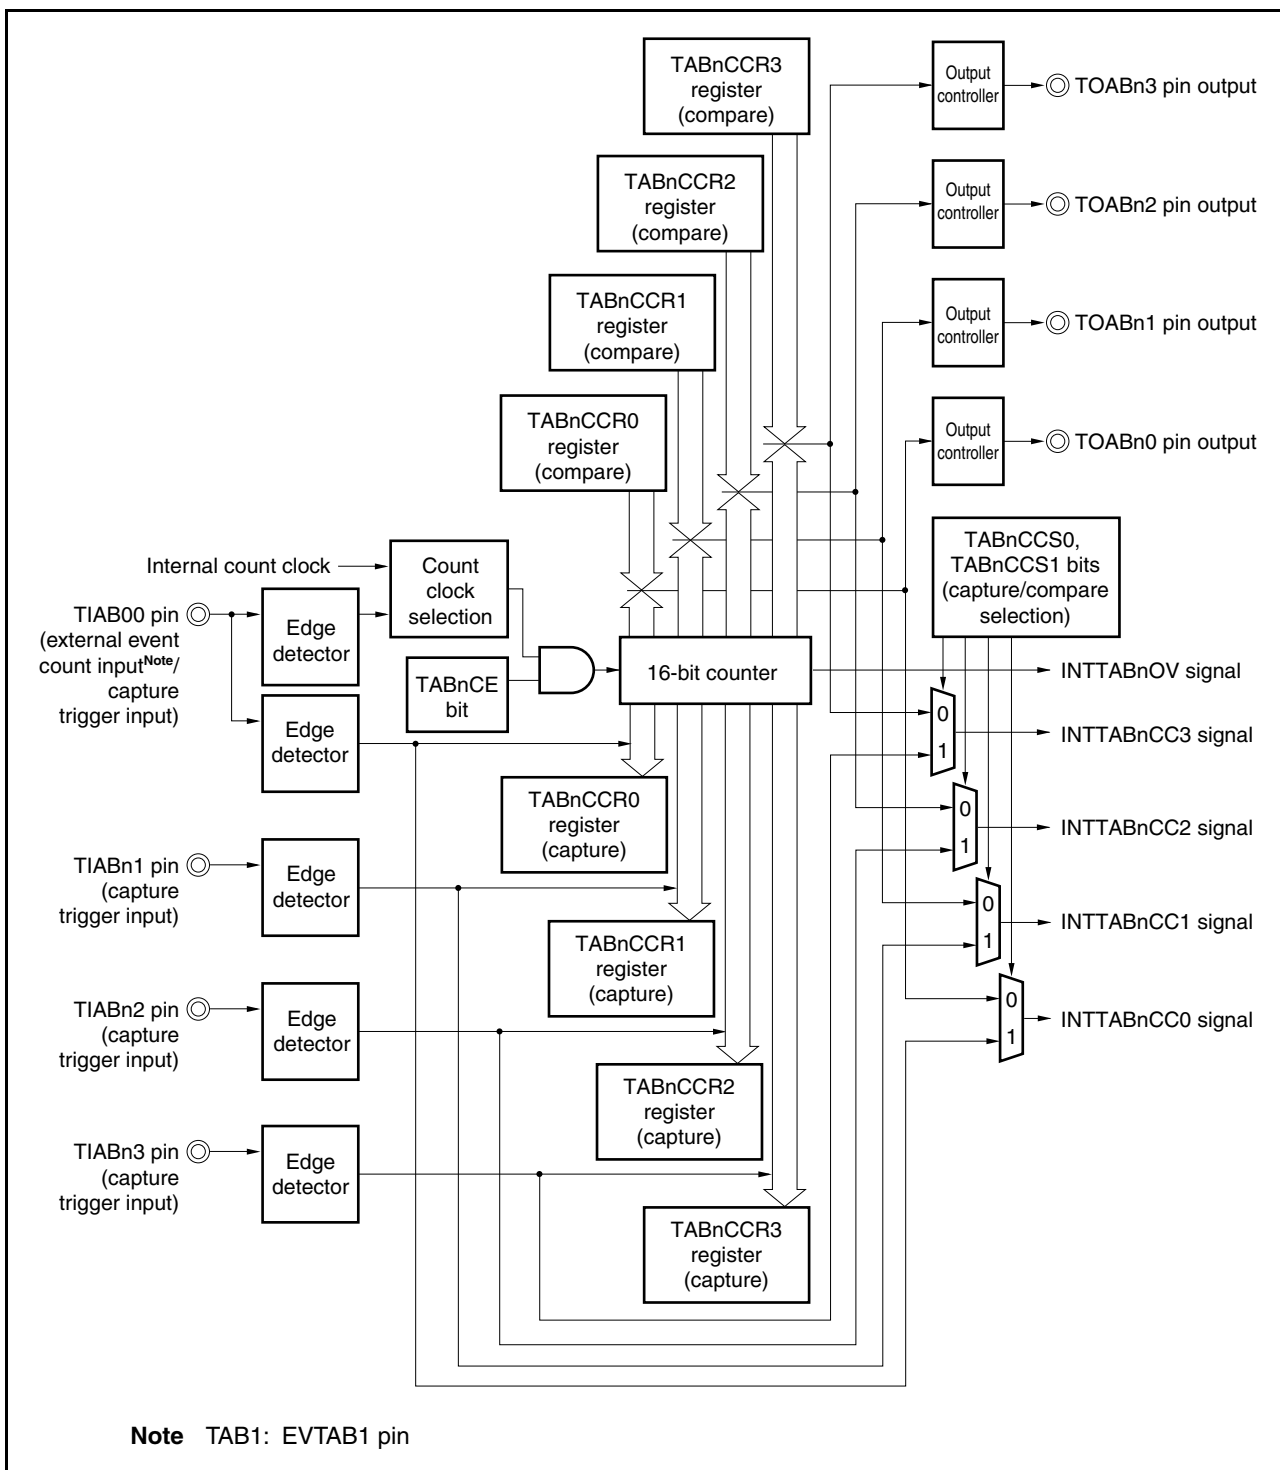 TABnCCR3
register
(compare)
Output
controller
TOABn3 pin output
TABnCCR2
register
(compare)
Output
controller
TOABn2 pin output
TABnCCR1
register
(compare)
Output
controller
TOABn1 pin output
TABnCCR0
register
(compare)
Output
controller
TOABn0 pin output
TABnCCS0,
TABnCCS1 bits
(capture/compare
selection)
Internal count clock
Count
clock
selection
TIAB00 pin
(external event
count inputNote/
capture
trigger input)
Edge
detector
TABnCE
bit
16-bit counter
INTTABnOV signal
Edge
detector
0
1
INTTABnCC3 signal
TABnCCR0
register
(capture)
0
1
INTTABnCC2 signal
TIABn1 pin
(capture
trigger input)
Edge
detector
0
1
INTTABnCC1 signal
TABnCCR1
register
(capture)
TIABn2 pin
(capture
trigger input)
Edge
detector
0
1
INTTABnCC0 signal
TABnCCR2
register
(capture)
TIABn3 pin
(capture
trigger input)
Edge
detector
TABnCCR3
register
(capture)
Note TAB1: EVTAB1 pin